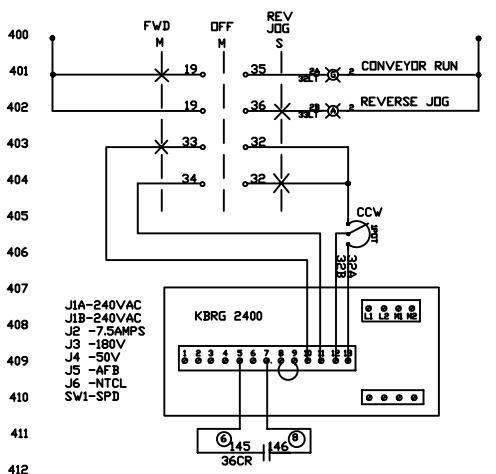 FWD OFF REV JOG
M M S
400
401 19 35 2A G 2 CONVEYOR RUN
32LT
402 19 36 2B A 2 REVERSE JOG
33LT
403 33 32
404 34 32
405 CCW
1POT
406 32B 32A
407
J1A-240VAC
J1B-240VAC KBRG 2400 L1 L2 M1 M2
408 J2 -7.5AMPS
J3 -180V
J4 -50V 1 2 3 4 5 6 7 8 9 10 11 12 13
409 J5 -AFB
J6 -NTCL
410 SW1-SPD
411 6 8
145 146
36CR
412